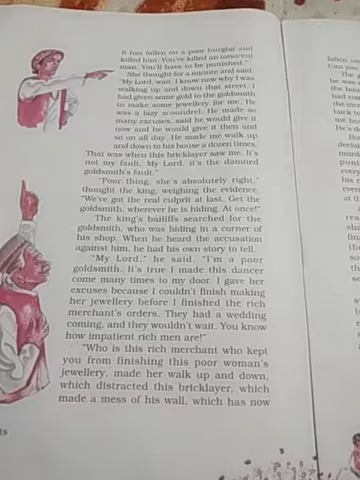 It has fallen on a poor burglar and
killed him. You've killed an innocent
man. You'll have to be punished."
She thought for a minute and said,
"My Lord, wait, I know now why I was
walking up and down that street. I
had given some gold to the goldsmith
to make some jewellery for me. He
was a lazy scoundrel. He made so
many excuses, said he would give it
now and he would give it then and
so on all day. He made me walk up
and down to his house a dozen times.
That was when this bricklayer saw me. It's
not my fault, My Lord, it's the damned
goldsmith's fault."
"Poor thing, she's absolutely right,"
thought the king, weighing the evidence.
"We've got the real culprit at last. Get the
goldsmith, wherever he is hiding. At once!"
The king's bailiffs searched for the
goldsmith, who was hiding in a corner of
his shop. When he heard the accusation
against him, he had his own story to tell.
"My Lord," he said, "I'm a poor
goldsmith. It's true I made this dancer
come many times to my door. I gave her
excuses because I couldn't finish making
her jewellery before I finished the rich
merchant's orders. They had a wedding
coming, and they wouldn't wait. You know
how impatient rich men are!"
"Who is this rich merchant who kept
you from finishing this poor woman's
jewellery, made her walk up and down,
which distracted this bricklayer, which
made a mess of his wall, which has now